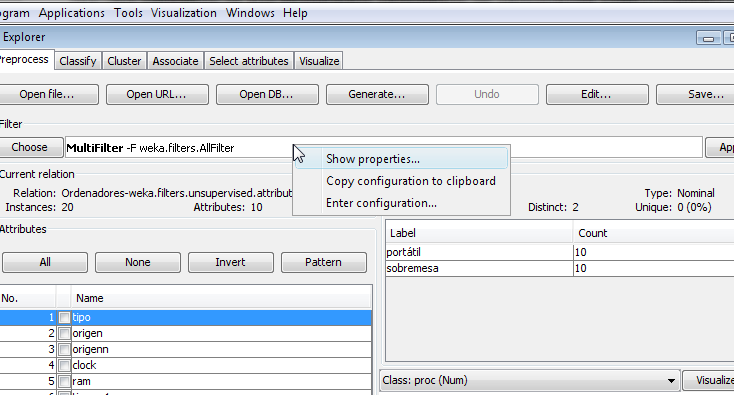 ogram Applications Tools Visualization Windows Help
Explorer
Preprocess Classify Cluster Associate Select attributes Visualize
Open file... Open URL... Open DB... Generate... Undo Edit... Save...
Filter
Choose MultiFilter -F weka.filters.AllFilter App
Show properties...
Copy configuration to clipboard
Enter configuration...
Current relation
Relation: Ordenadores-weka.filters.unsupervised.attribut
Instances: 20 Attributes: 10
Type: Nominal
Distinct: 2 Unique: 0 (0%)
Attributes
All None Invert Pattern
No. Name
1 tipo
2 origen
3 origenn
4 clock
5 ram
Label Count
portátil 10
sobremesa 10
Class: proc (Num) Visualize